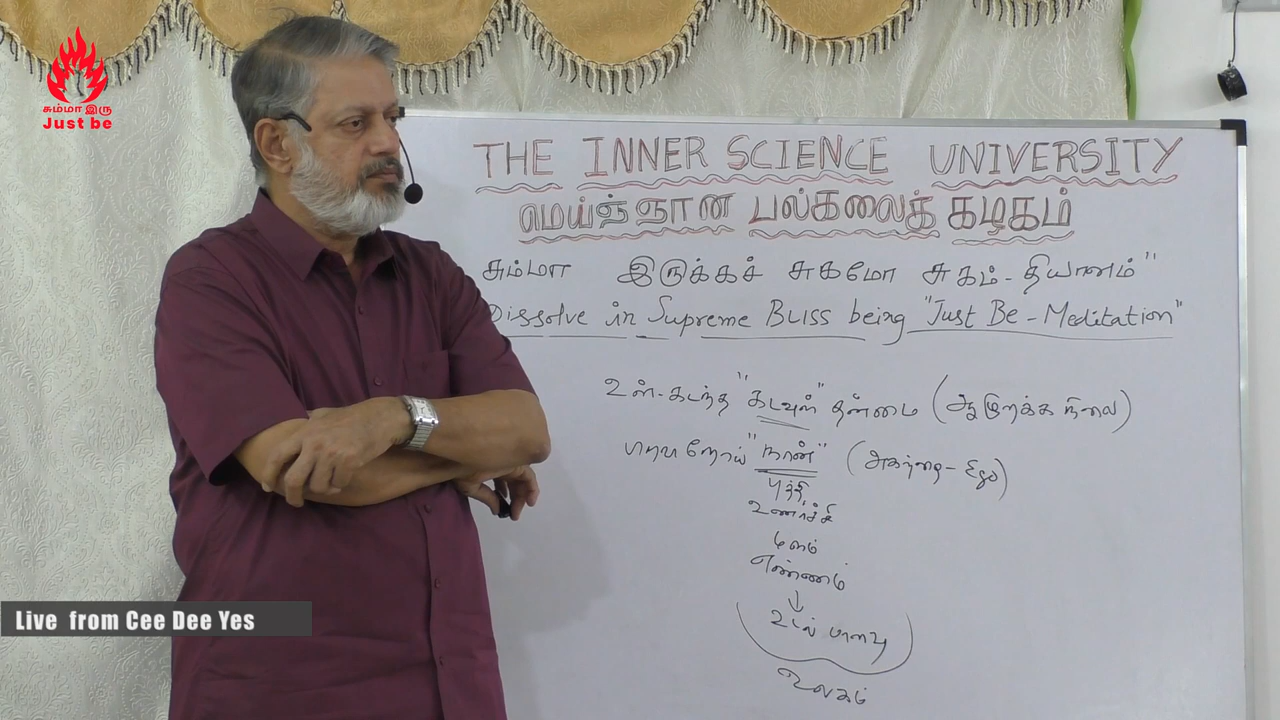 சும்மா இரு
Just be
THE INNER SCIENCE UNIVERSITY
மெய்ஞ்ஞான பல்கலைக் கழகம்
சும்மா இருக்கச் சுகமோ சுகம் - தியானம்"
Dissolve in Supreme BLISS being "Just Be - Meditation"
உள்-கடந்த "கடவுள்" தன்மை ( நிலை)
"நான்" (அகந்தை-
புத்தி,
உணர்ச்சி
மனம்
எண்ணம்
↓
உடல்
உலகம்
Live from Cee Dee Yes